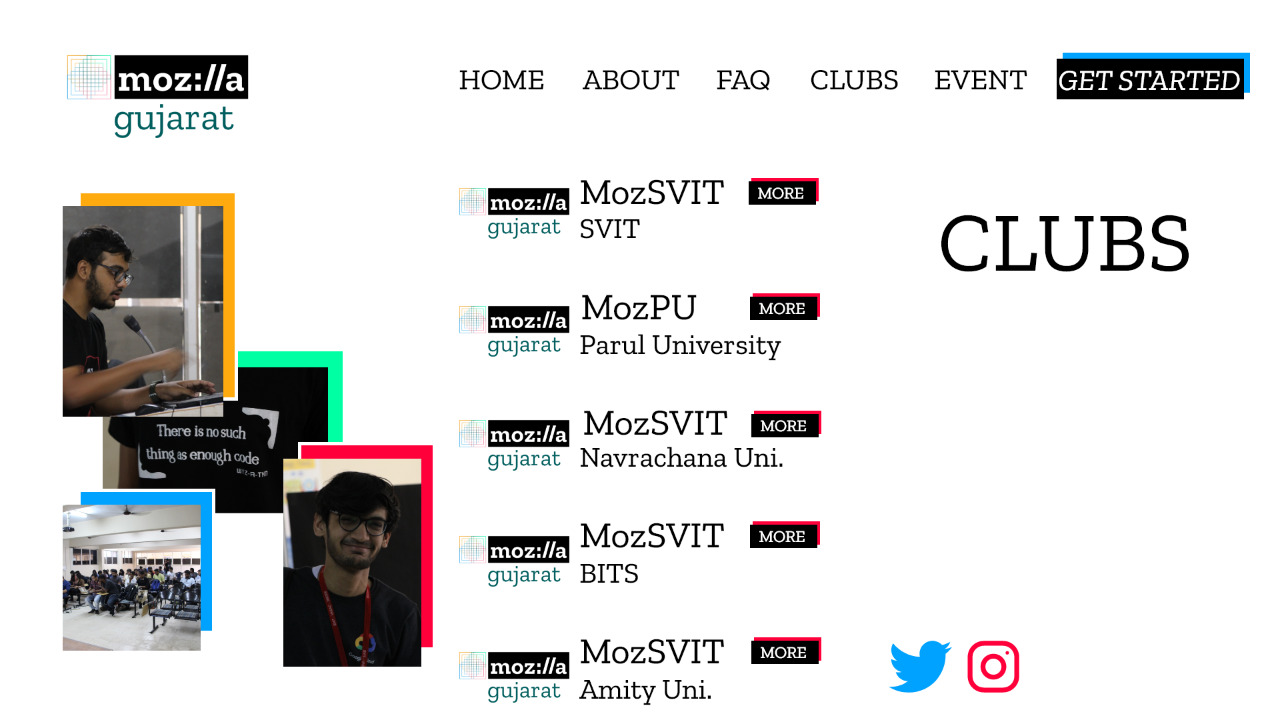 moz://a
gujarat
HOME ABOUT FAQ CLUBS EVENT GET STARTED
moz://a
gujarat
MozSVIT MORE
SVIT
CLUBS
moz://a
gujarat
MozPU MORE
Parul University
There is no such
thing as enough code
moz://a
gujarat
MozSVIT MORE
Navrachana Uni.
moz://a
gujarat
MozSVIT MORE
BITS
moz://a
gujarat
MozSVIT MORE
Amity Uni.